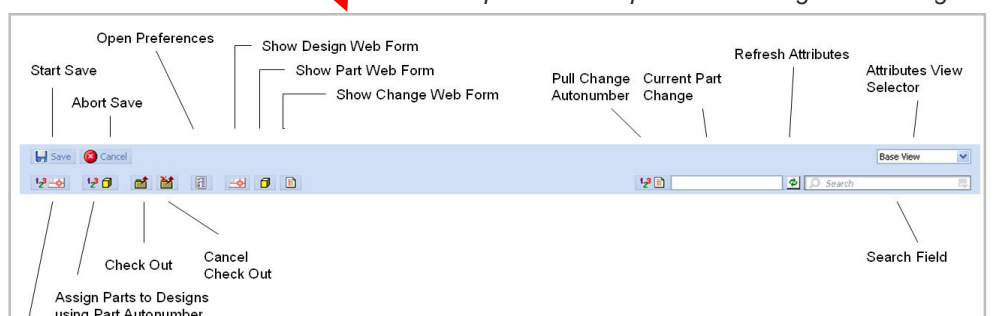 Open Preferences
Show Design Web Form
Refresh Attributes
Start Save
Show Part Web Form
Pull Change
Autonumber
Current Part
Change
Attributes View
Selector
Abort Save
Show Change Web Form
Save
Cancel
Base View
Search
Check Out
Cancel
Check Out
Search Field
Assign Parts to Designs
using Part Autonumber